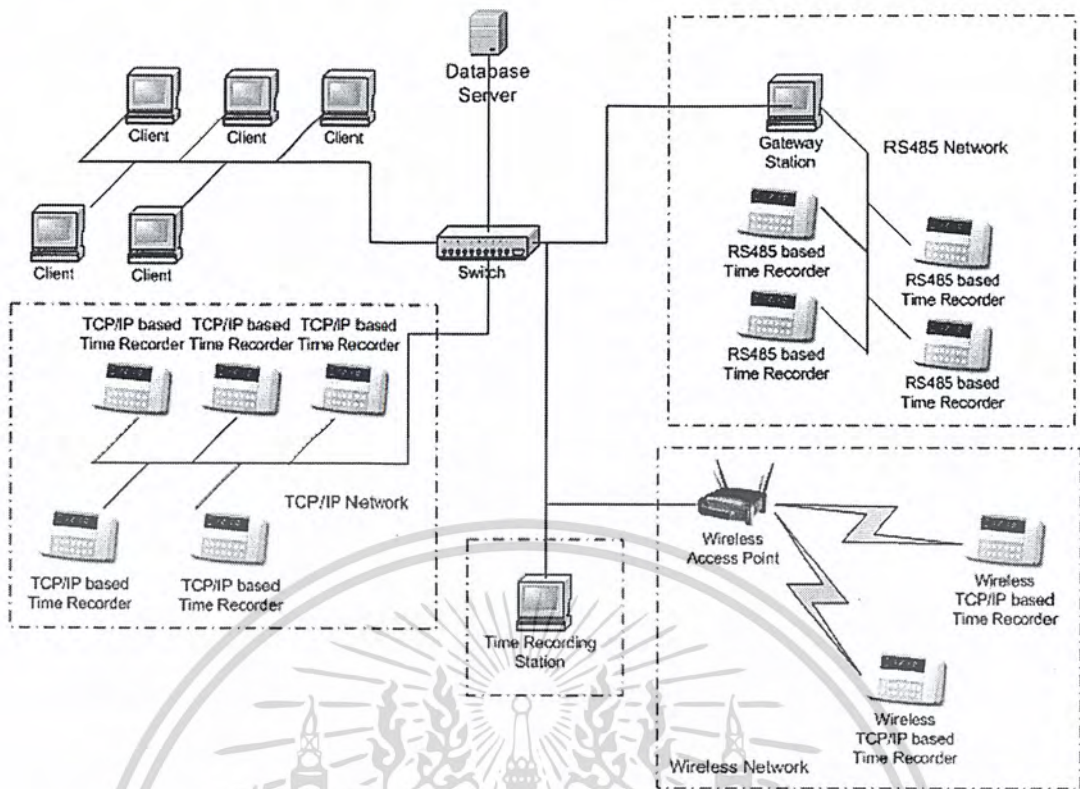 Database
Server
Client
Client
Client
Client
Client
Switch
Gateway
Station
RS485 Network
RS485 based
Time Recorder
RS485 based
Time Recorder
RS485 based
Time Recorder
RS485 based
Time Recorder
TCP/IP based
Time Recorder
TCP/IP based
Time Recorder
TCP/IP based
Time Recorder
TCP/IP Network
TCP/IP based
Time Recorder
TCP/IP based
Time Recorder
Time Recording
Station
Wireless
Access Point
Wireless
TCP/IP based
Time Recorder
Wireless
TCP/IP based
Time Recorder
Wireless Network